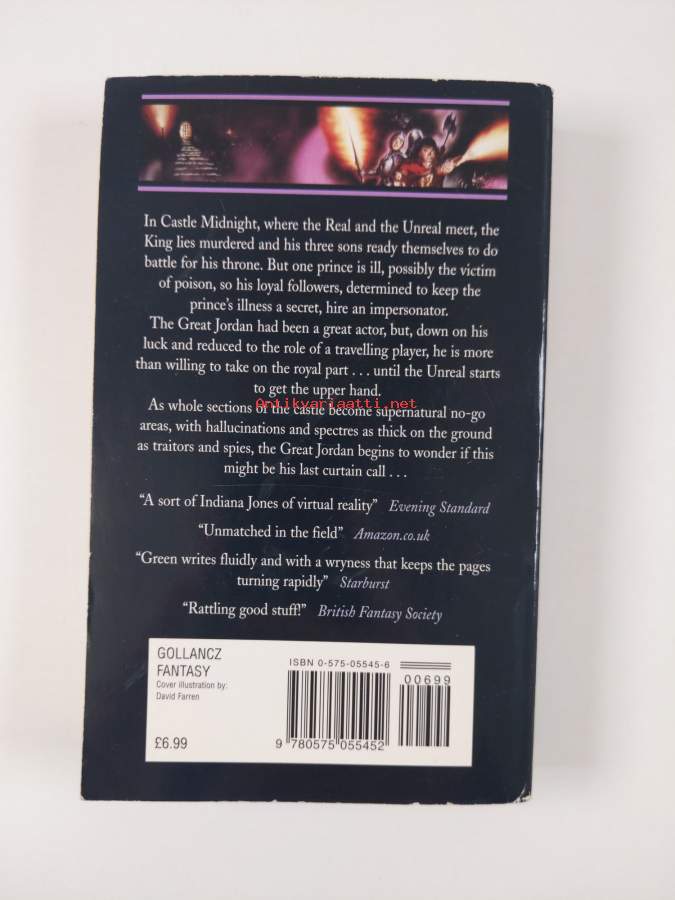 In Castle Midnight, where the Real and the Unreal meet, the
King lies murdered and his three sons ready themselves to do
battle for his throne. But one prince is ill, possibly the victim
of poison, so his loyal followers, determined to keep the
prince's illness a secret, hire an impersonator.
The Great Jordan had been a great actor, but, down on his
luck and reduced to the role of a travelling player, he is more
than willing to take on the royal part . . . until the Unreal starts
to get the upper hand.
Antikvariaatti.net
As whole sections of the castle become supernatural no-go
areas, with hallucinations and spectres as thick on the ground
as traitors and spies, the Great Jordan begins to wonder if this
might be his last curtain call . . .
"A sort of Indiana Jones of virtual reality" Evening Standard
"Unmatched in the field" Amazon.co.uk
"Green writes fluidly and with a wryness that keeps the pages
turning rapidly" Starburst
"Rattling good stuff!" British Fantasy Society
GOLLANCZ
FANTASY
Cover illustration by:
David Farren
£6.99
ISBN 0-575-05545-6
00699
9 780575 055452